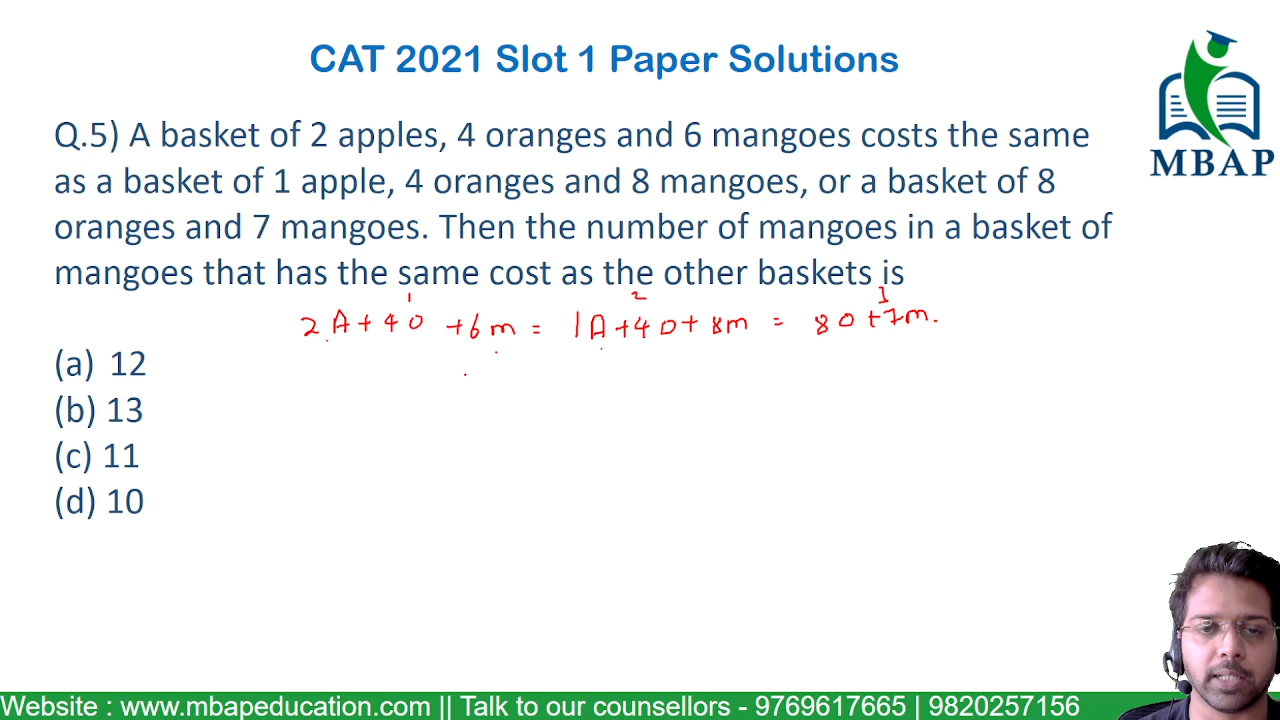 CAT 2021 Slot 1 Paper Solutions
MBAP
Q.5) A basket of 2 apples, 4 oranges and 6 mangoes costs the same
as a basket of 1 apple, 4 oranges and 8 mangoes, or a basket of 8
oranges and 7 mangoes. Then the number of mangoes in a basket of
mangoes that has the same cost as the other baskets is
1 2 3
2A+4O+6m = 1A+4O+8m = 8O+7m.
(a) 12
(b) 13
(c) 11
(d) 10
Website : www.mbapeducation.com || Talk to our counsellors - 9769617665 | 9820257156